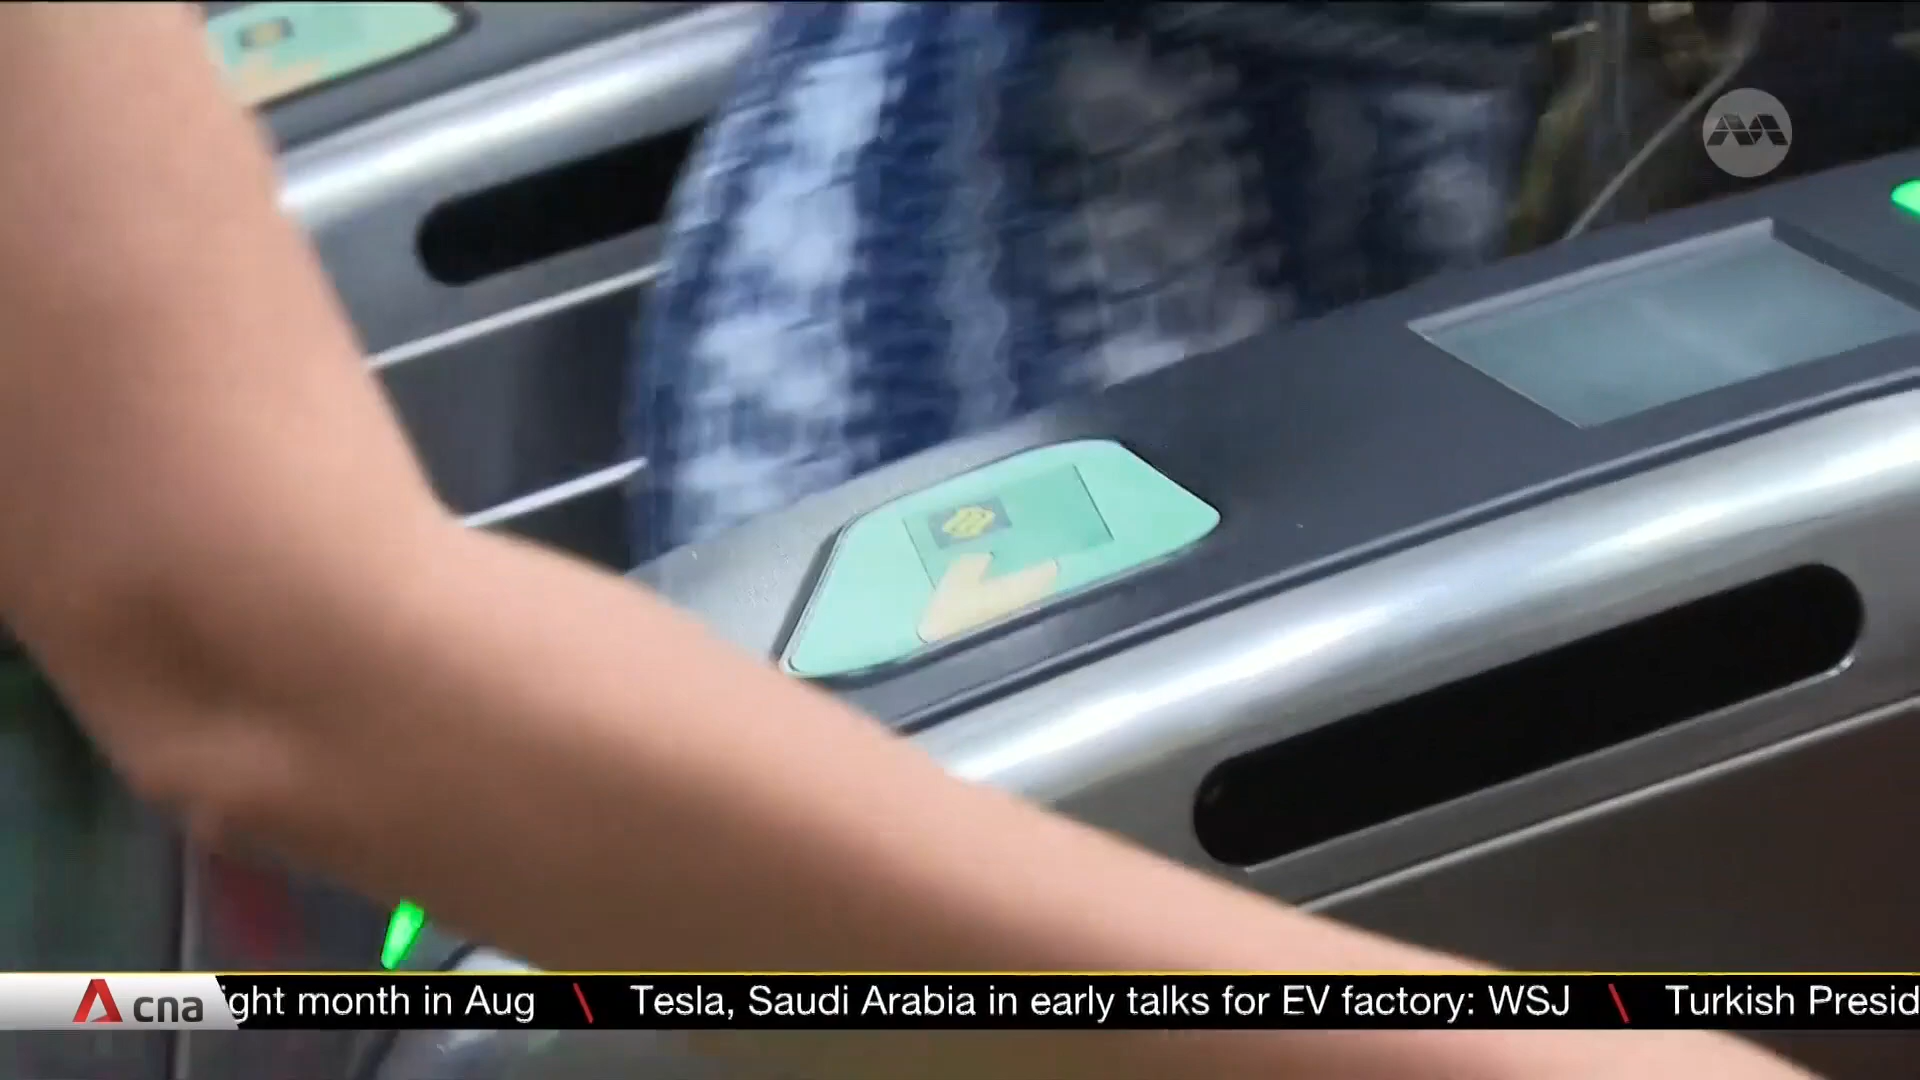 cna ight month in Aug \ Tesla, Saudi Arabia in early talks for EV factory: WSJ \ Turkish Presid